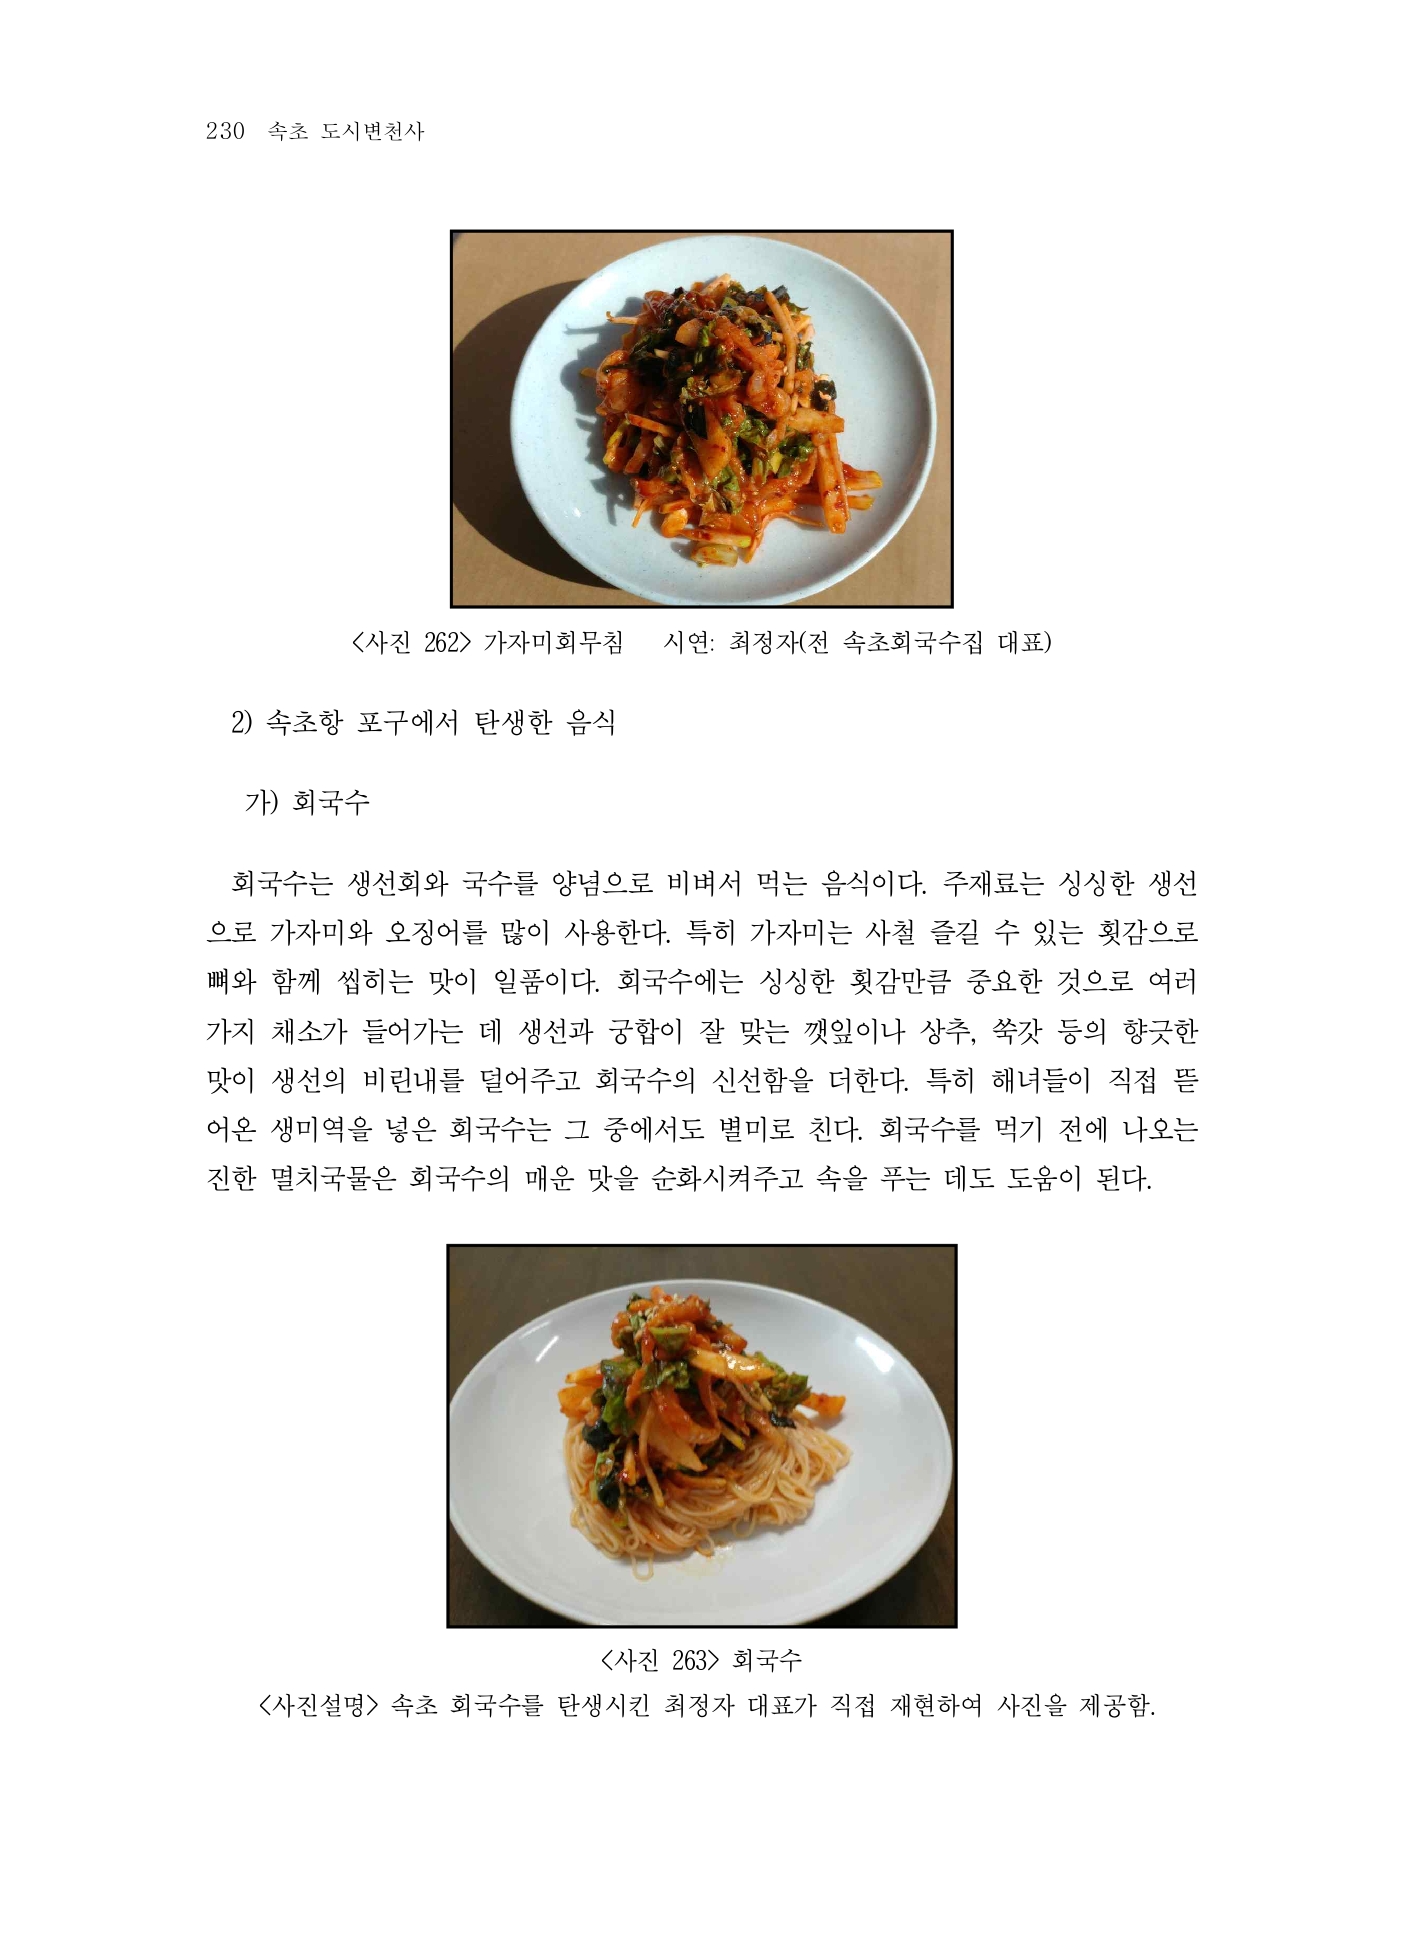 230 속초 도시변천사
<사진 262> 가자미회무침 시연: 최정자(전 속초회국수집 대표)
2) 속초항 포구에서 탄생한 음식
가) 회국수
회국수는 생선회와 국수를 양념으로 비벼서 먹는 음식이다. 주재료는 싱싱한 생선
으로 가자미와 오징어를 많이 사용한다. 특히 가자미는 사철 즐길 수 있는 횟감으로
뼈와 함께 씹히는 맛이 일품이다. 회국수에는 싱싱한 횟감만큼 중요한 것으로 여러
가지 채소가 들어가는 데 생선과 궁합이 잘 맞는 깻잎이나 상추, 쑥갓 등의 향긋한
맛이 생선의 비린내를 덜어주고 회국수의 신선함을 더한다. 특히 해녀들이 직접 뜯
어온 생미역을 넣은 회국수는 그 중에서도 별미로 친다. 회국수를 먹기 전에 나오는
진한 멸치국물은 회국수의 매운 맛을 순화시켜주고 속을 푸는 데도 도움이 된다.
<사진 263> 회국수
<사진설명> 속초 회국수를 탄생시킨 최정자 대표가 직접 재현하여 사진을 제공함.